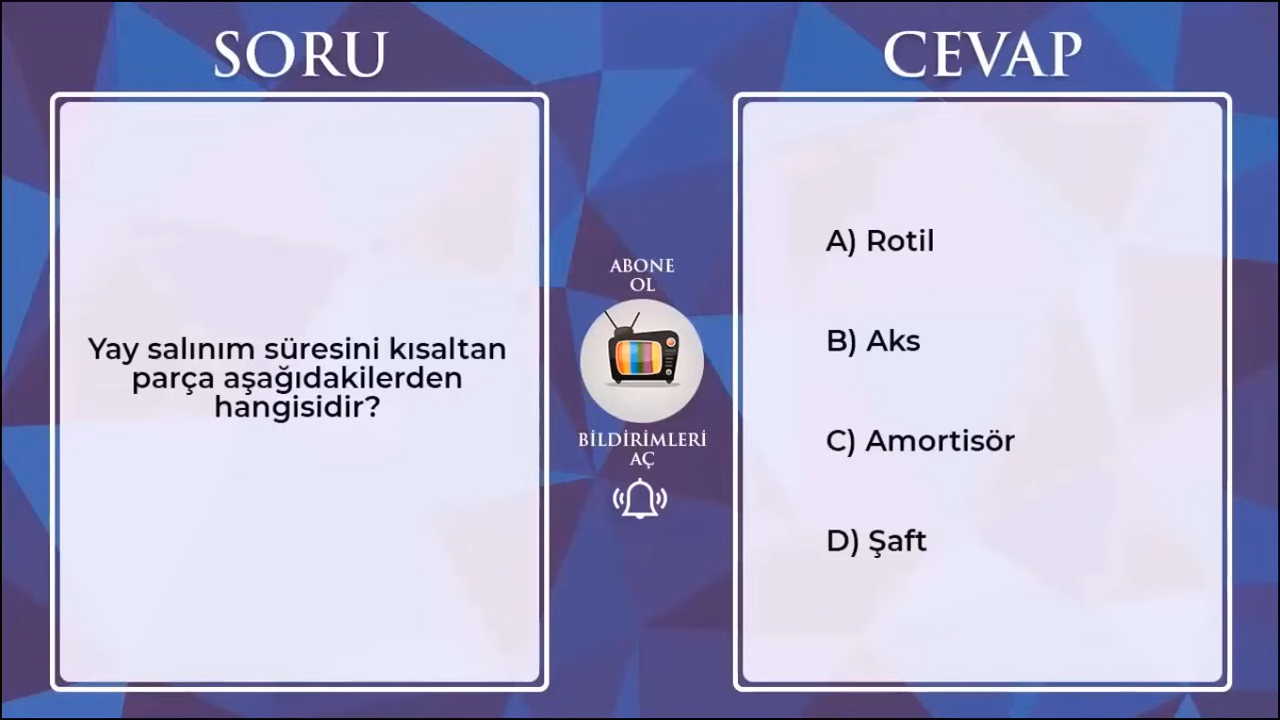 SORU
Yay salınım süresini kısaltan
parça aşağıdakilerden
hangisidir?
ABONE
OL
BİLDİRİMLERİ
AÇ
CEVAP
A) Rotil
B) Aks
C) Amortisör
D) Şaft